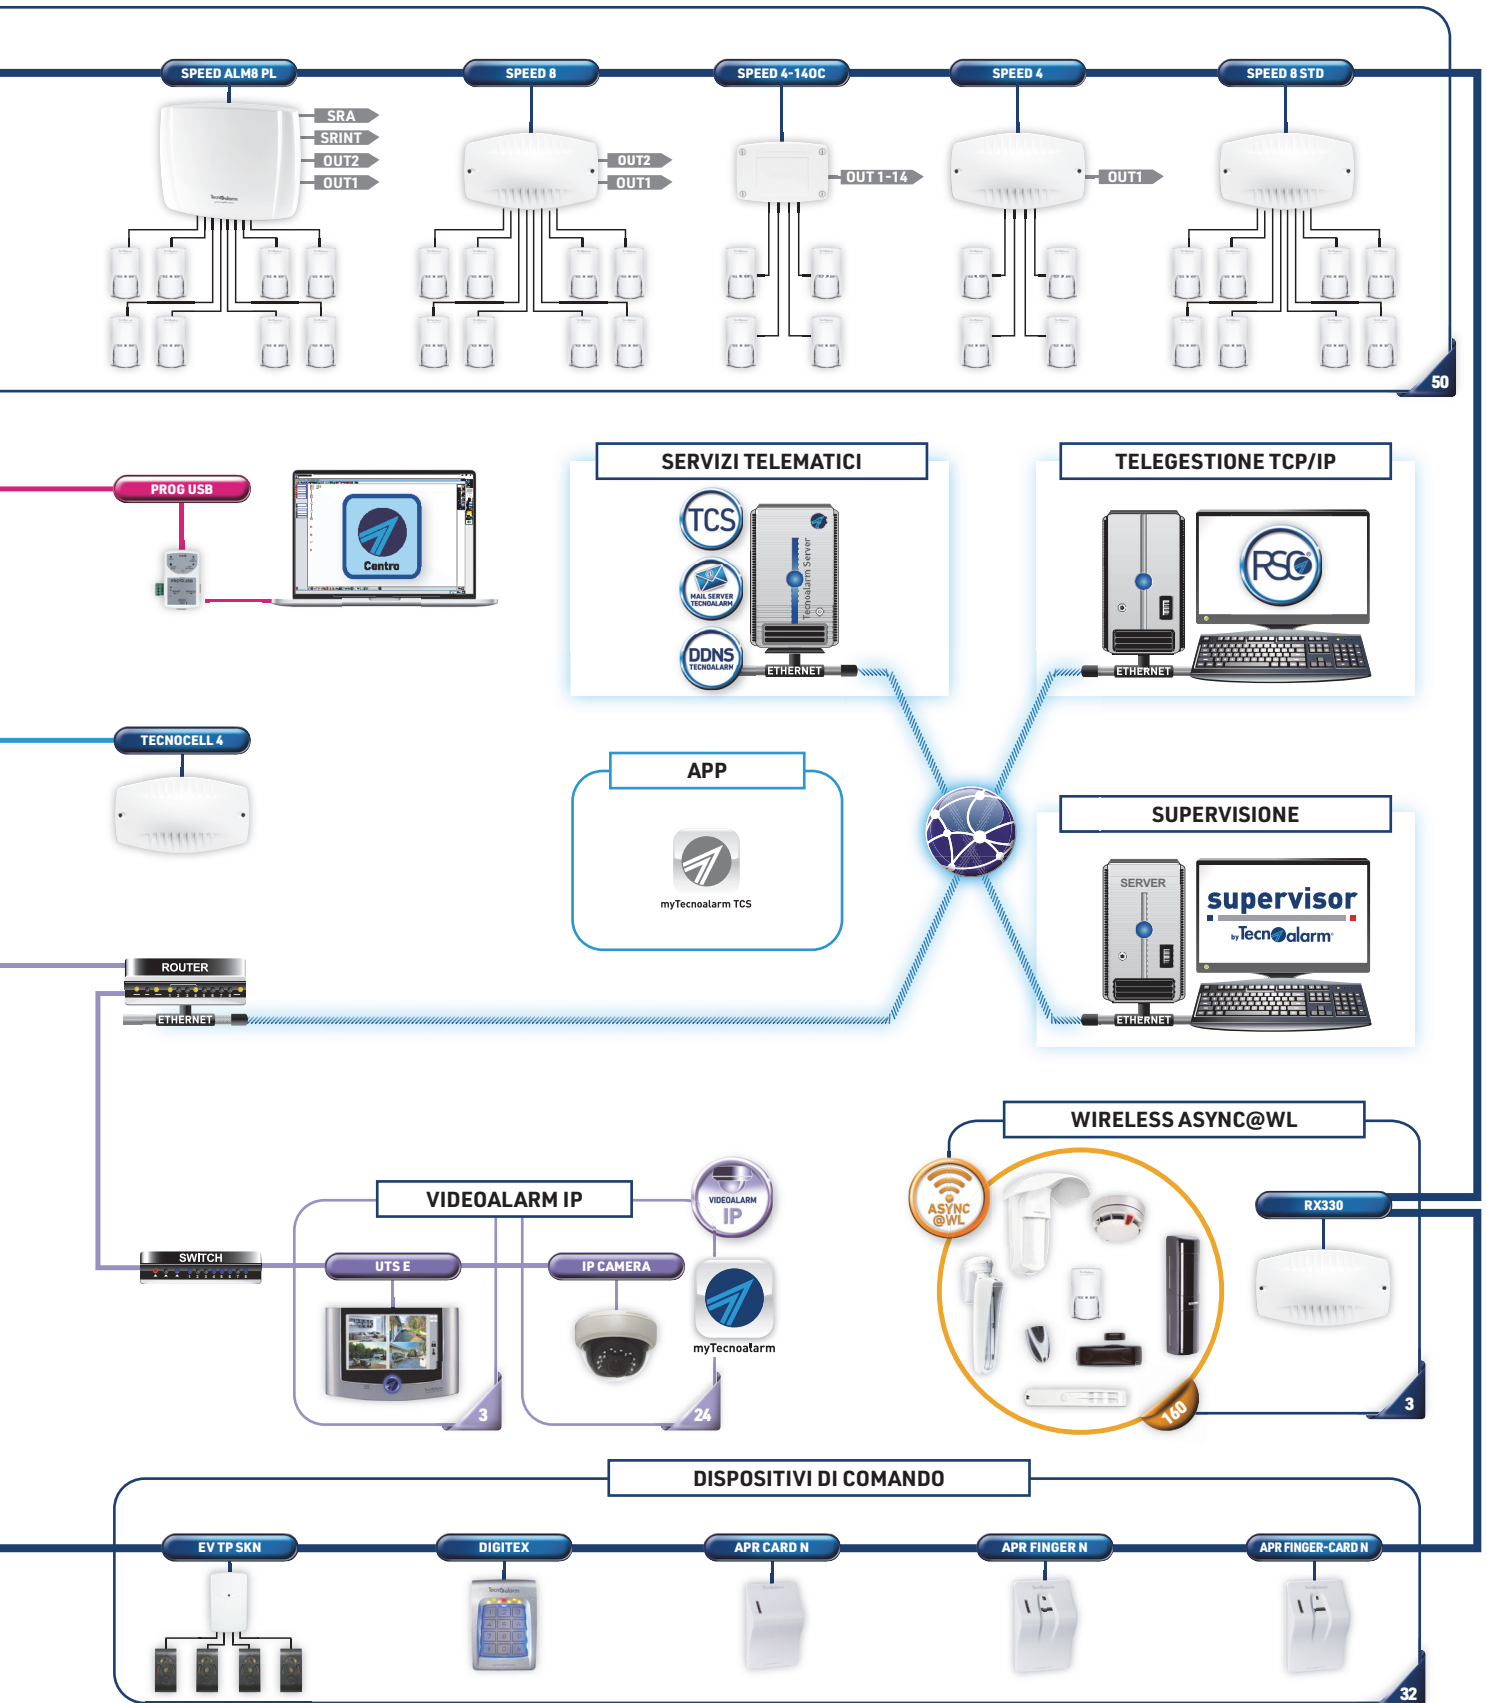 SPEED ALM8 PL
SPEED 8
SPEED 4-14OC
SPEED 4
SPEED 8 STD
SRA
SRINT
OUT2
OUT1
OUT2
OUT1
OUT 1-14
OUT1
Tecnoalarm
50
PROG USB
Centro
SERVIZI TELEMATICI
TCS
MAIL SERVER
TECNOALARM
DDNS
TECNOALARM
Tecnoalarm Server
ETHERNET
TELEGESTIONE TCP/IP
RSC
ETHERNET
TECNOCELL 4
APP
myTecnoalarm TCS
SUPERVISIONE
SERVER
supervisor
by Tecnoalarm
ETHERNET
ROUTER
ETHERNET
WIRELESS ASYNC@WL
ASYNC
@WL
RX330
160
3
VIDEOALARM IP
VIDEOALARM
IP
SWITCH
UTS E
IP CAMERA
myTecnoalarm
3
24
DISPOSITIVI DI COMANDO
EV TP SKN
DIGITEX
APR CARD N
APR FINGER N
APR FINGER-CARD N
Tecnoalarm
32